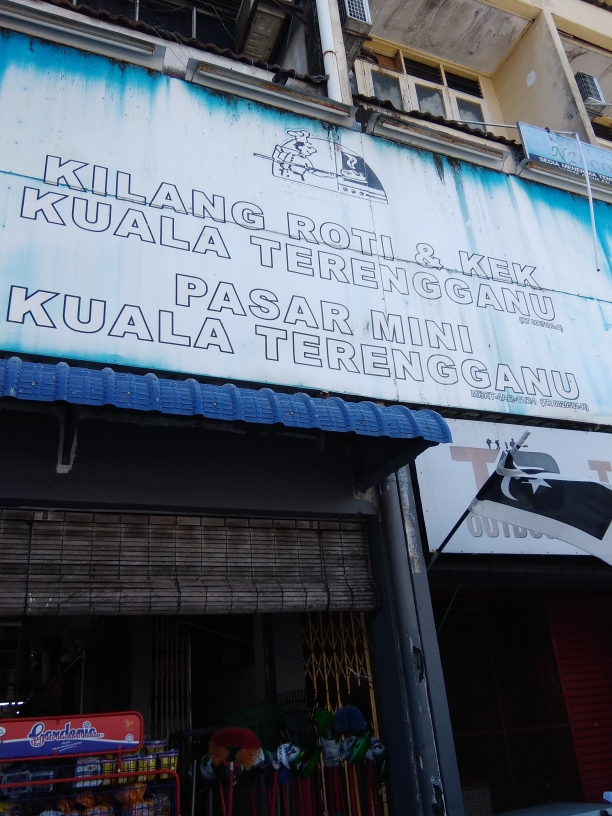 KILANG ROTI & KEK
KUALA TERENGGANU
PASAR MINI
KUALA TERENGGANU
Gardenia